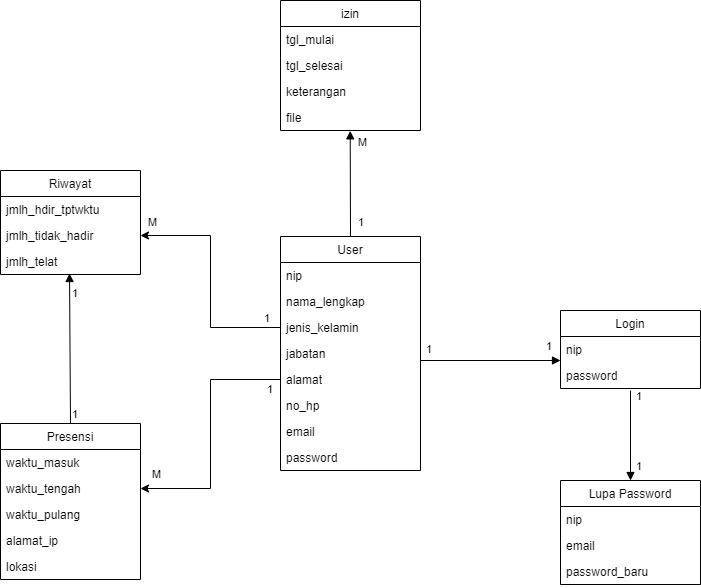 izin
tgl_mulai
tgl_selesai
keterangan
file
M
1
Riwayat
jmlh_hdir_tptwktu
jmlh_tidak_hadir
jmlh_telat
M
1
1
User
nip
nama_lengkap
jenis_kelamin
jabatan
alamat
no_hp
email
password
1
1
Login
nip
password
1
1
Lupa Password
nip
email
password_baru
1
M
1
Presensi
waktu_masuk
waktu_tengah
waktu_pulang
alamat_ip
lokasi